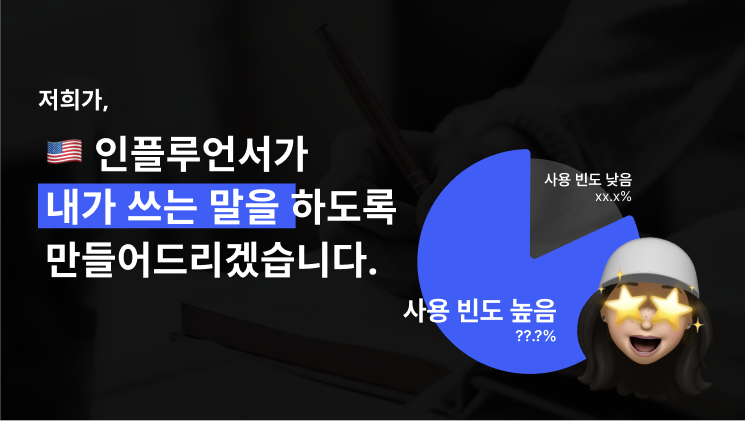 저희가,
🇺🇸 인플루언서가
내가 쓰는 말을 하도록
만들어드리겠습니다.
사용 빈도 낮음
xx.x%
사용 빈도 높음
??.?%